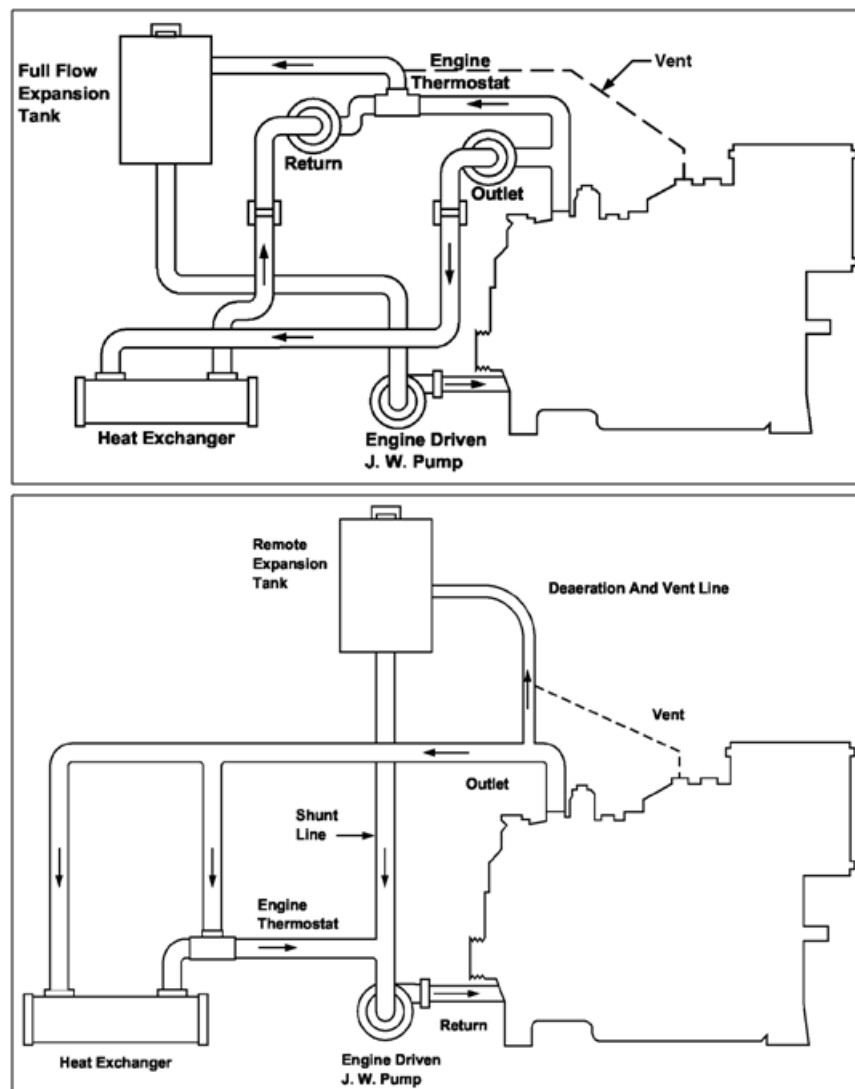 Full Flow
Expansion
Tank
Engine
Thermostat
Vent
Return
Outlet
Heat Exchanger
Engine Driven
J. W. Pump
Remote
Expansion
Tank
Deaeration And Vent Line
Vent
Outlet
Shunt
Line
Engine
Thermostat
Return
Heat Exchanger
Engine Driven
J. W. Pump